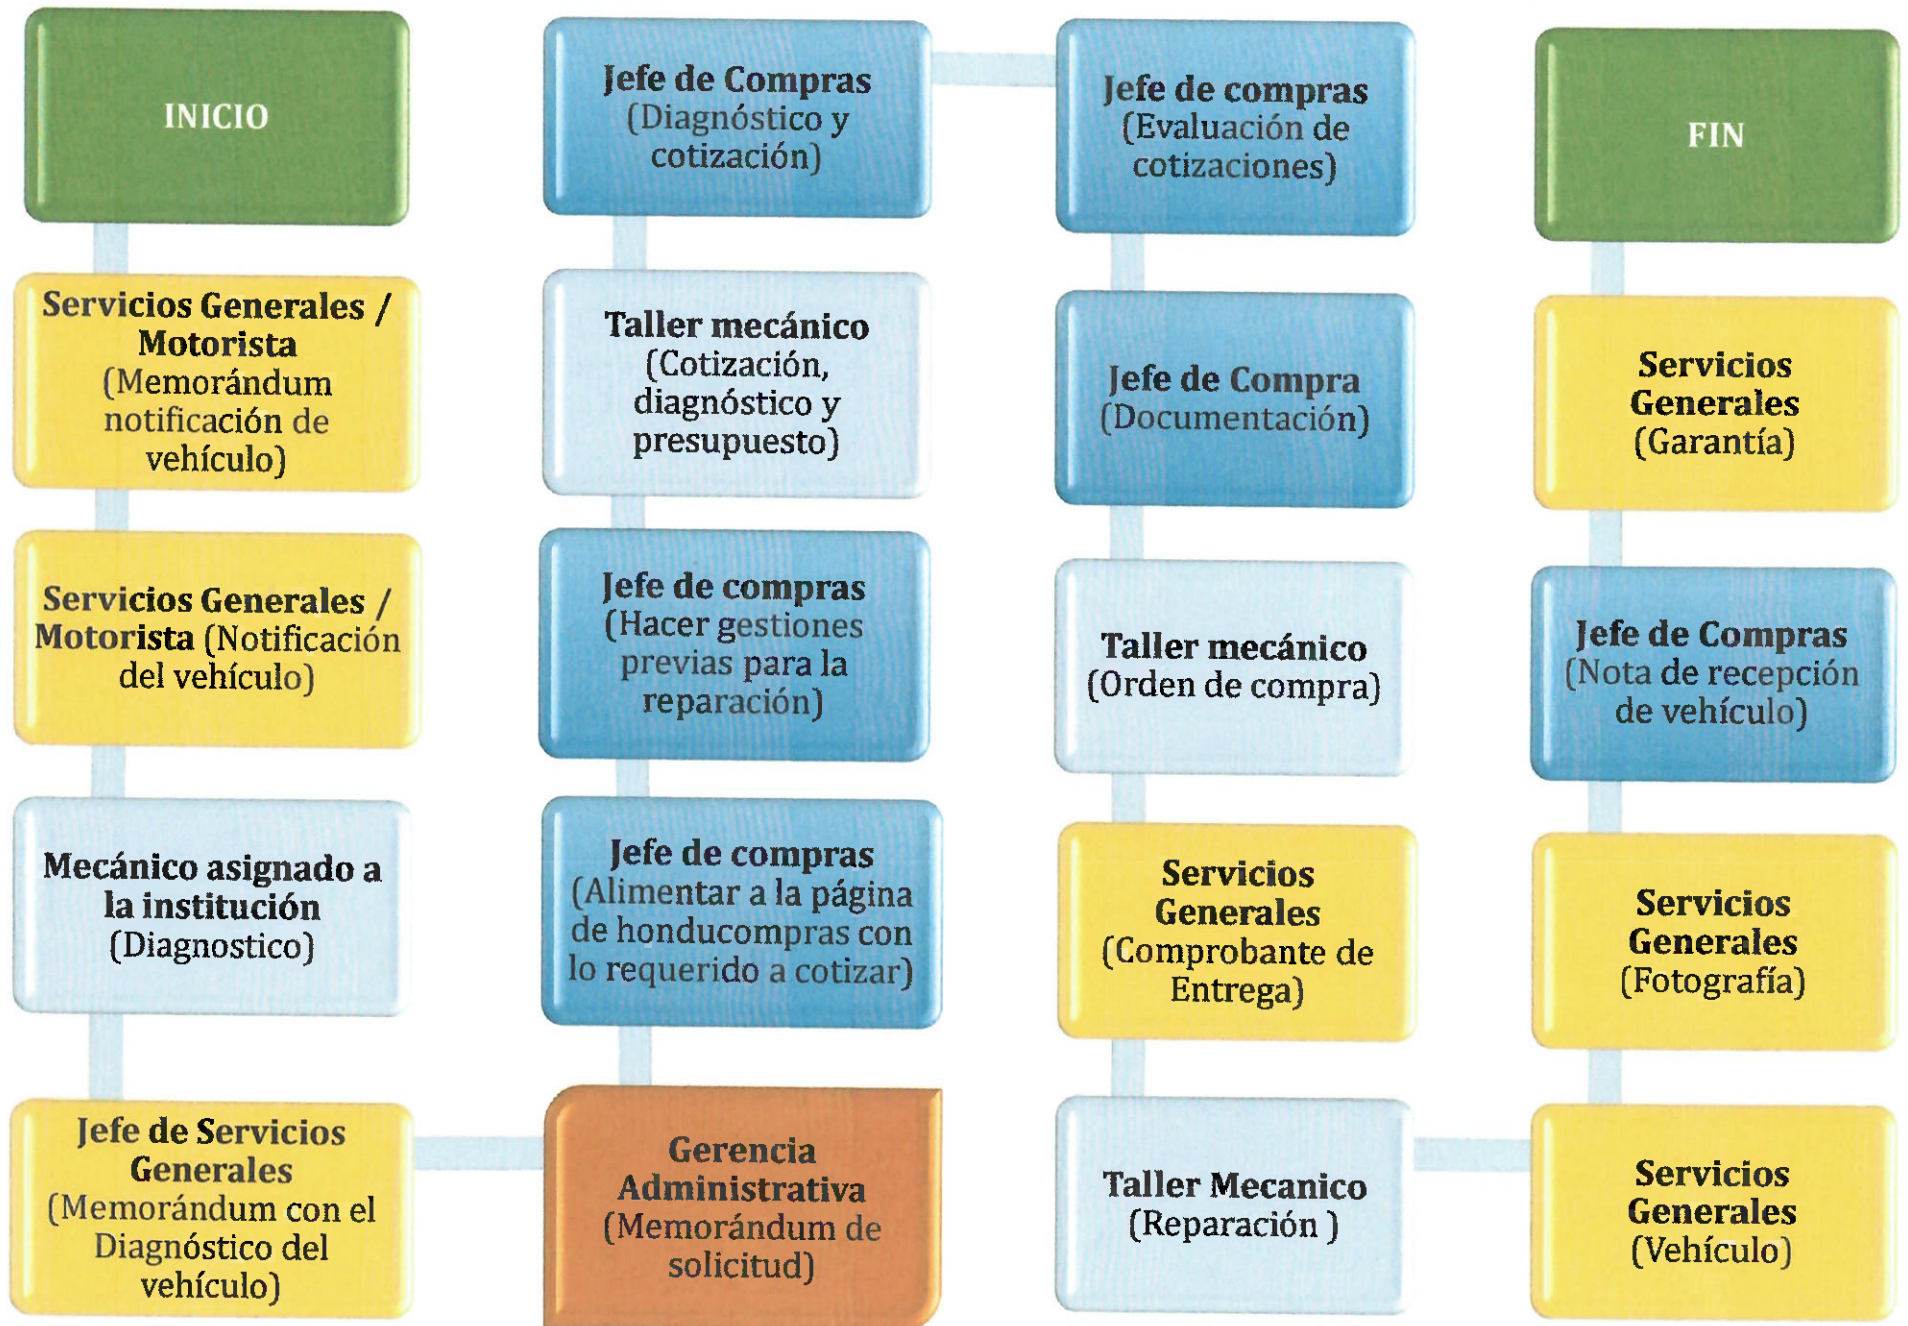 INICIO
Servicios Generales /
Motorista
(Memorándum
notificación de
vehículo)
Servicios Generales /
Motorista (Notificación
del vehículo)
Mecánico asignado a
la institución
(Diagnostico)
Jefe de Servicios
Generales
(Memorándum con el
Diagnóstico del
vehículo)
Gerencia
Administrativa
(Memorándum de
solicitud)
Jefe de compras
(Alimentar a la página
de honducompras con
lo requerido a cotizar)
Jefe de compras
(Hacer gestiones
previas para la
reparación)
Taller mecánico
(Cotización,
diagnóstico y
presupuesto)
Jefe de Compras
(Diagnóstico y
cotización)
Jefe de compras
(Evaluación de
cotizaciones)
Jefe de Compra
(Documentación)
Taller mecánico
(Orden de compra)
Servicios
Generales
(Comprobante de
Entrega)
Taller Mecanico
(Reparación )
Servicios
Generales
(Vehículo)
Servicios
Generales
(Fotografía)
Jefe de Compras
(Nota de recepción
de vehículo)
Servicios
Generales
(Garantía)
FIN